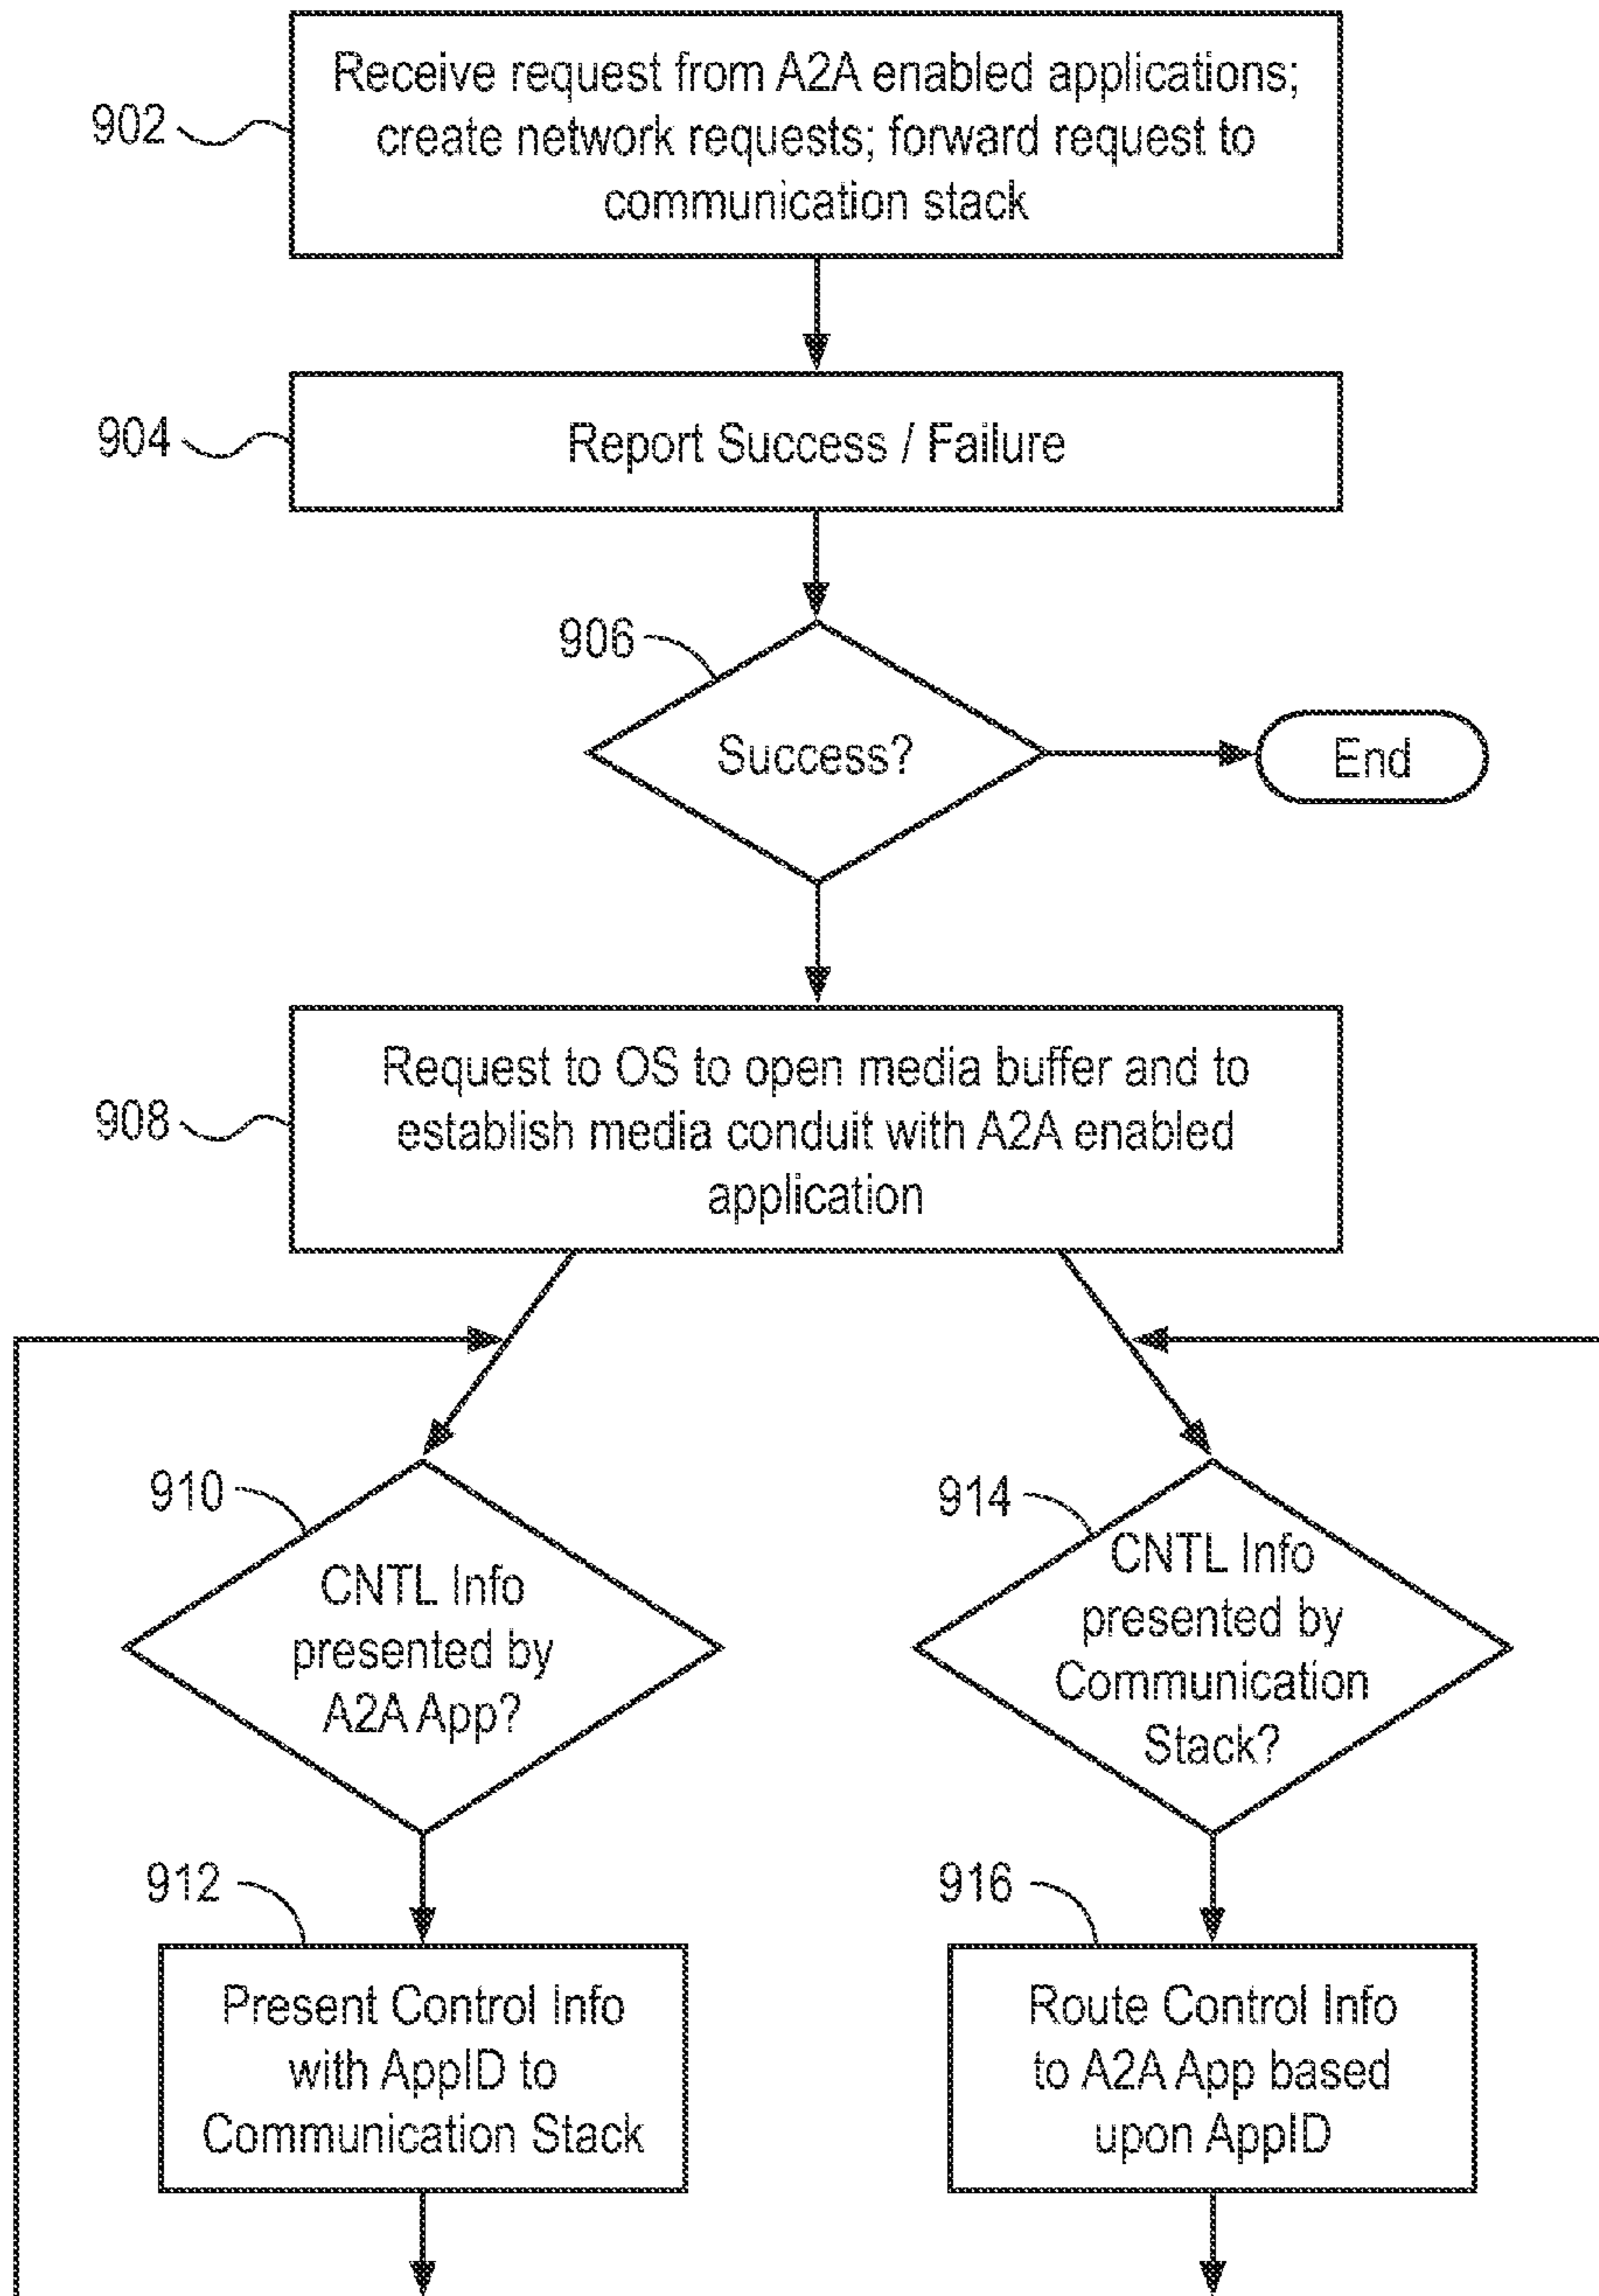 Receive request from A2A enabled applications;
create network requests; forward request to
communication stack
902
904
Report Success / Failure
906
Success?
End
Request to OS to open media buffer and to
establish media conduit with A2A enabled
application
908
910
CNTL Info
presented by
A2A App?
914
CNTL Info
presented by
Communication
Stack?
912
Present Control Info
with AppID to
Communication Stack
916
Route Control Info
to A2A App based
upon AppID